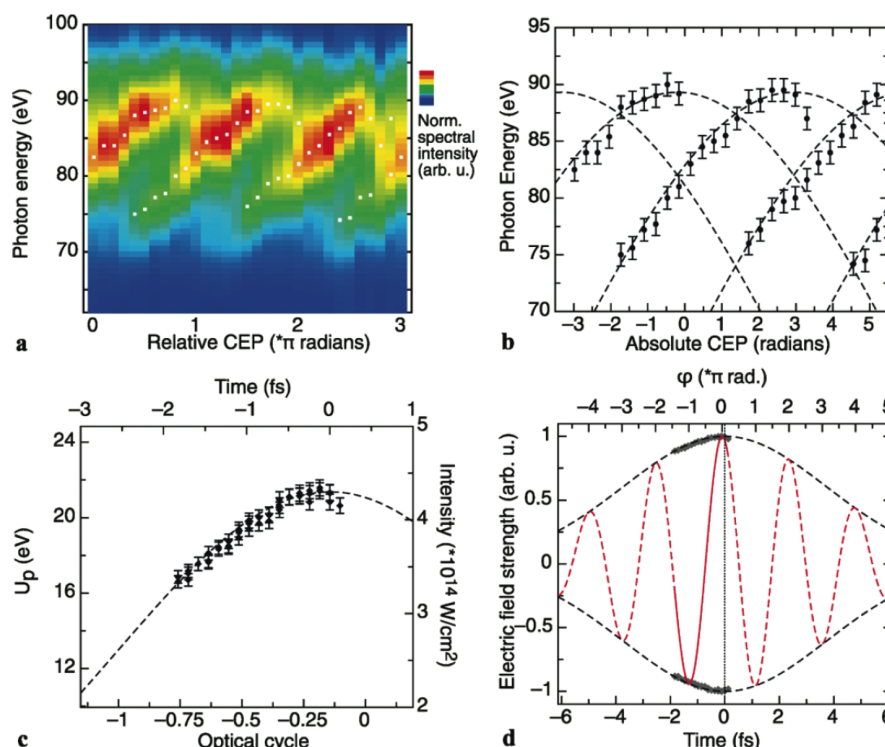 100
90
80
70
Photon energy (eV)
0
1
2
3
Relative CEP (*π radians)
Norm.
spectral
intensity
(arb. u.)
a
95
90
85
80
75
70
Photon Energy (eV)
−3 −2 −1 0 1 2 3 4 5
Absolute CEP (radians)
b
Time (fs)
−3 −2 −1 0 1
24
20
16
12
Up (eV)
5
4
3
2
Intensity (*10¹⁴ W/cm²)
−1 −0.75 −0.5 −0.25 0
Optical cycle
c
φ (*π rad.)
−4 −3 −2 −1 0 1 2 3 4 5
1
0.5
0
−0.5
−1
Electric field strength (arb. u.)
−6 −4 −2 0 2 4 6
Time (fs)
d